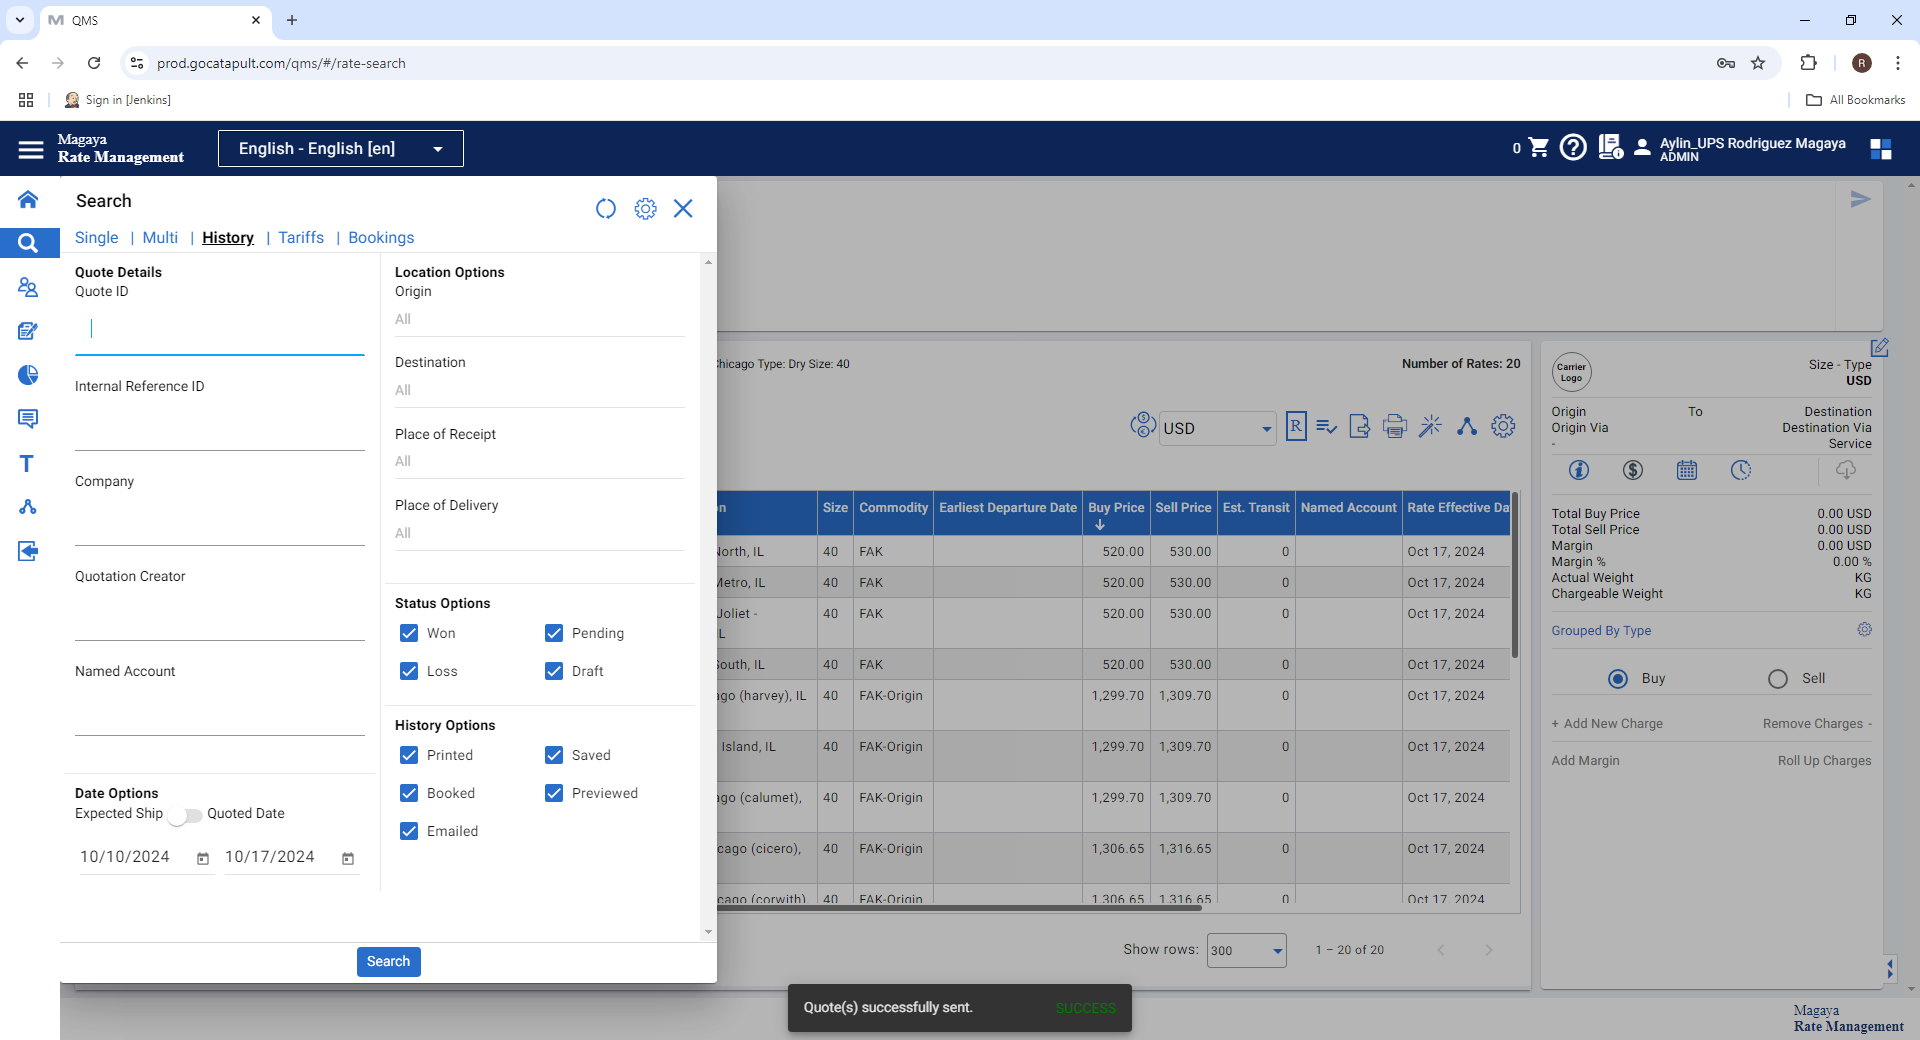 QMS
prod.gocatapult.com/qms/#/rate-search
R
Sign in [Jenkins]
All Bookmarks
Magaya
Rate Management
English - English [en]
0
Aylin_UPS Rodriguez Magaya
ADMIN
Search
Single | Multi | History | Tariffs | Bookings
Quote Details
Quote ID
Internal Reference ID
Company
Quotation Creator
Named Account
Date Options
Expected Ship Quoted Date
10/10/2024 10/17/2024
Location Options
Origin
All
Destination
All
Place of Receipt
All
Place of Delivery
All
Status Options
Won Pending
Loss Draft
History Options
Printed Saved
Booked Previewed
Emailed
Search
T
Chicago Type: Dry Size: 40
Number of Rates: 20
USD
R
on Size Commodity Earliest Departure Date Buy Price Sell Price Est. Transit Named Account Rate Effective Da
North, IL 40 FAK 520.00 530.00 0 Oct 17, 2024
Metro, IL 40 FAK 520.00 530.00 0 Oct 17, 2024
Joliet - 40 FAK 520.00 530.00 0 Oct 17, 2024
L
South, IL 40 FAK 520.00 530.00 0 Oct 17, 2024
ago (harvey), IL 40 FAK-Origin 1,299.70 1,309.70 0 Oct 17, 2024
Island, IL 40 FAK-Origin 1,299.70 1,309.70 0 Oct 17, 2024
ago (calumet), 40 FAK-Origin 1,299.70 1,309.70 0 Oct 17, 2024
cago (cicero), 40 FAK-Origin 1,306.65 1,316.65 0 Oct 17, 2024
cago (corwith) 40 FAK-Origin 1,306.65 1,316.65 0 Oct 17, 2024
Show rows: 300 1 – 20 of 20
Carrier
Logo
Size - Type
USD
Origin To Destination
Origin Via Destination Via
- Service
Total Buy Price 0.00 USD
Total Sell Price 0.00 USD
Margin 0.00 USD
Margin % 0.00 %
Actual Weight KG
Chargeable Weight KG
Grouped By Type
Buy Sell
+ Add New Charge Remove Charges -
Add Margin Roll Up Charges
Quote(s) successfully sent. SUCCESS
Magaya
Rate Management